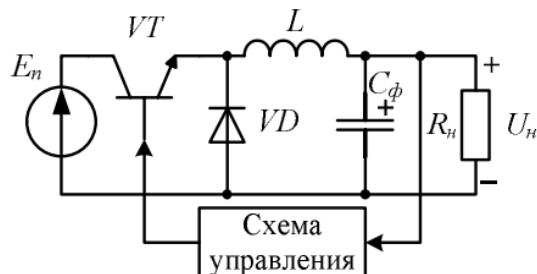 VT
L
Eп
Cф
+
+
VD
Rн
Uн
−
Схема
управления